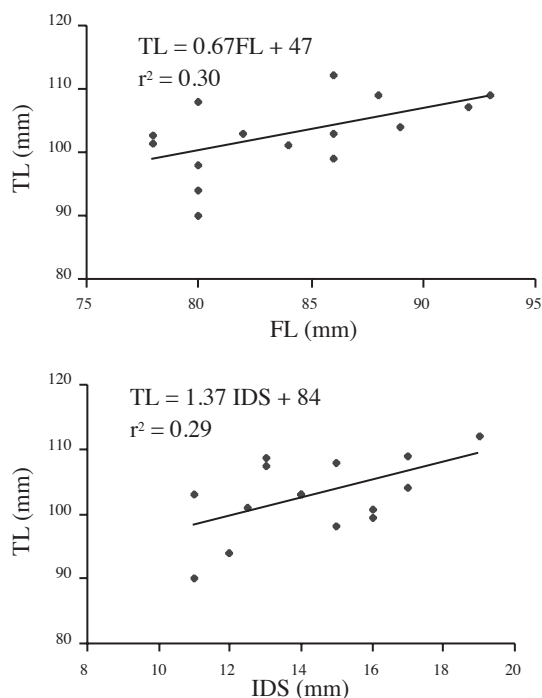 120
TL = 0.67FL + 47
r² = 0.30
110
100
90
80
TL (mm)
75 80 85 90 95
FL (mm)
120
TL = 1.37 IDS + 84
r² = 0.29
110
100
90
80
TL (mm)
8 10 12 14 16 18 20
IDS (mm)